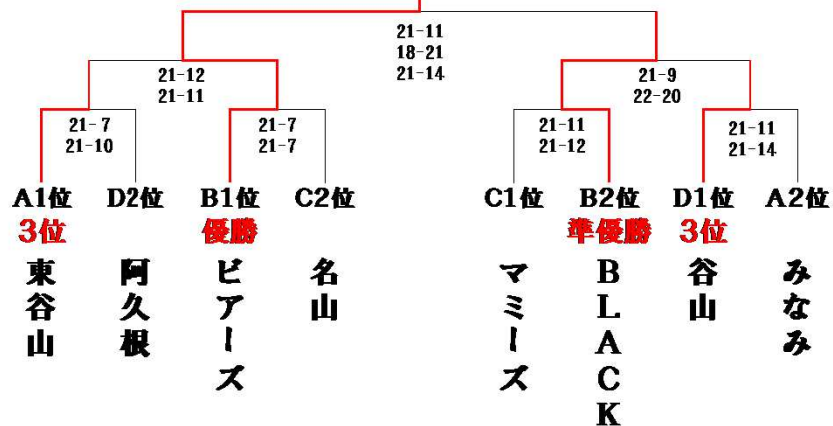 21-11
18-21
21-14
21-12
21-11
21-9
22-20
21-7
21-10
21-7
21-7
21-11
21-12
21-11
21-14
A1位 D2位 B1位 C2位 C1位 B2位 D1位 A2位
3位 優勝 準優勝 3位
東谷山
阿久根
ビアーズ
名山
マミーズ
BLACK
谷山
みなみ